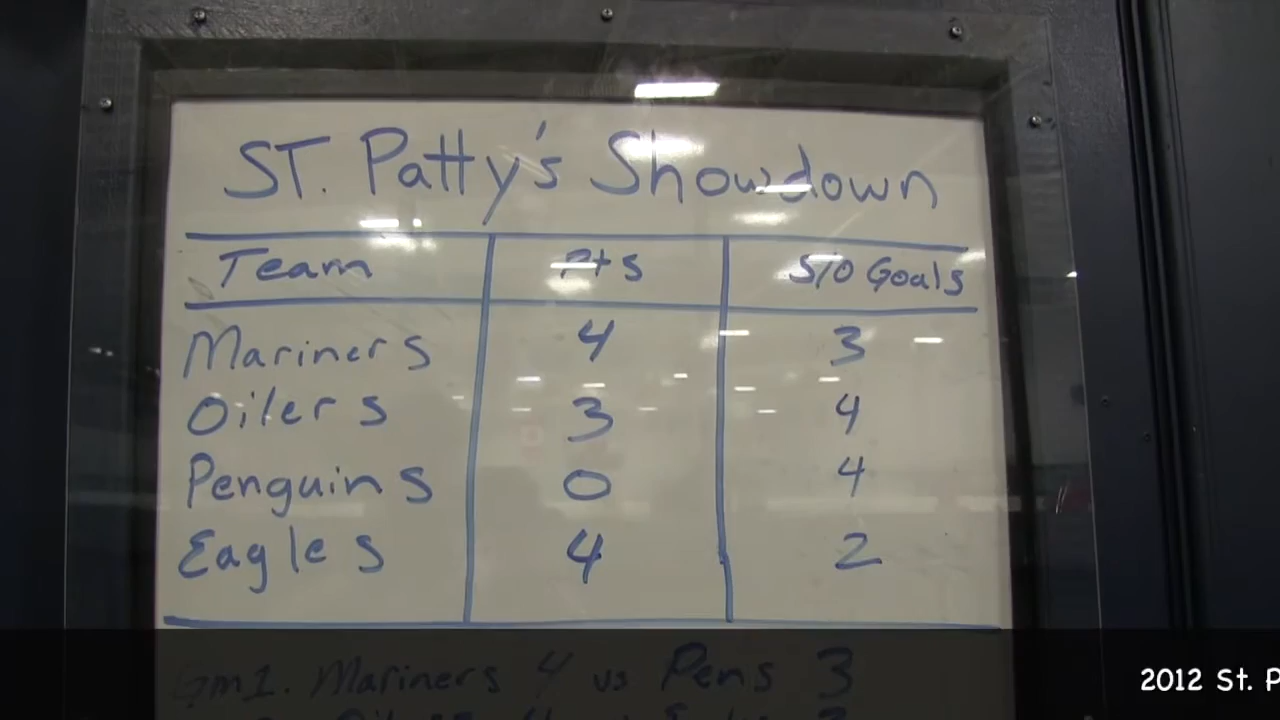 ST. Patty's Showdown
Team Pts S/O Goals
Mariners 4 3
Oilers 3 4
Penguins 0 4
Eagles 4 2
Gm1. Mariners 4 vs Pens 3
2012 St. P